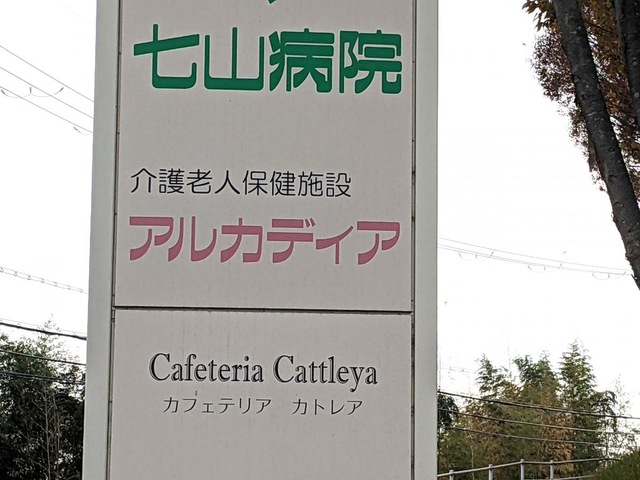 七山病院
介護老人保健施設
アルカディア
Cafeteria Cattleya
カフェテリア カトレア